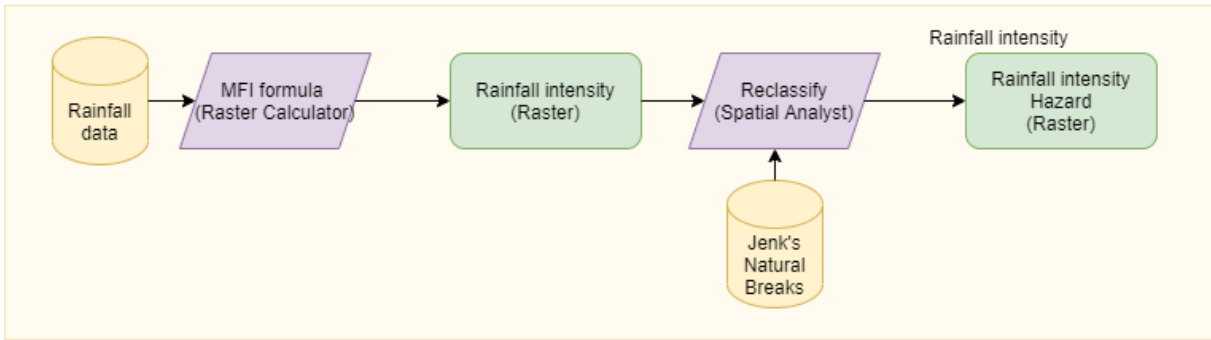 Rainfall intensity
Rainfall
data
MFI formula
(Raster Calculator)
Rainfall intensity
(Raster)
Reclassify
(Spatial Analyst)
Rainfall intensity
Hazard
(Raster)
Jenk's
Natural
Breaks